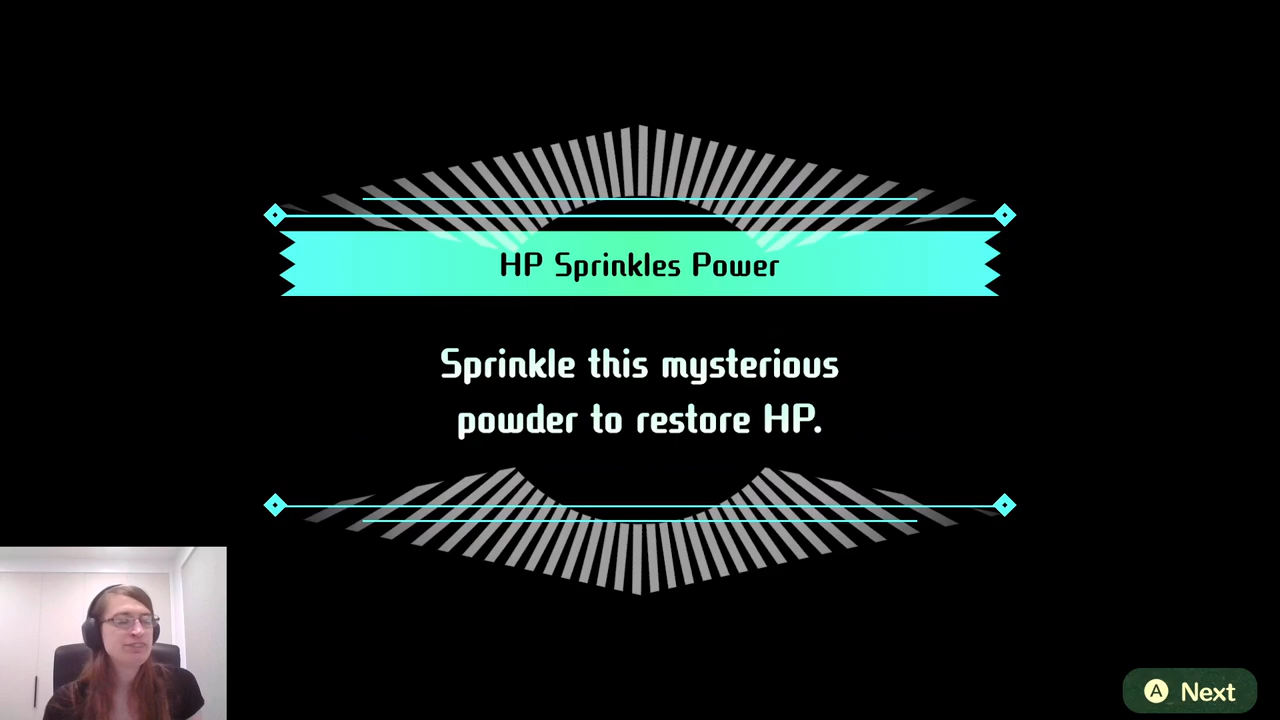 HP Sprinkles Power
Sprinkle this mysterious
powder to restore HP.
A Next